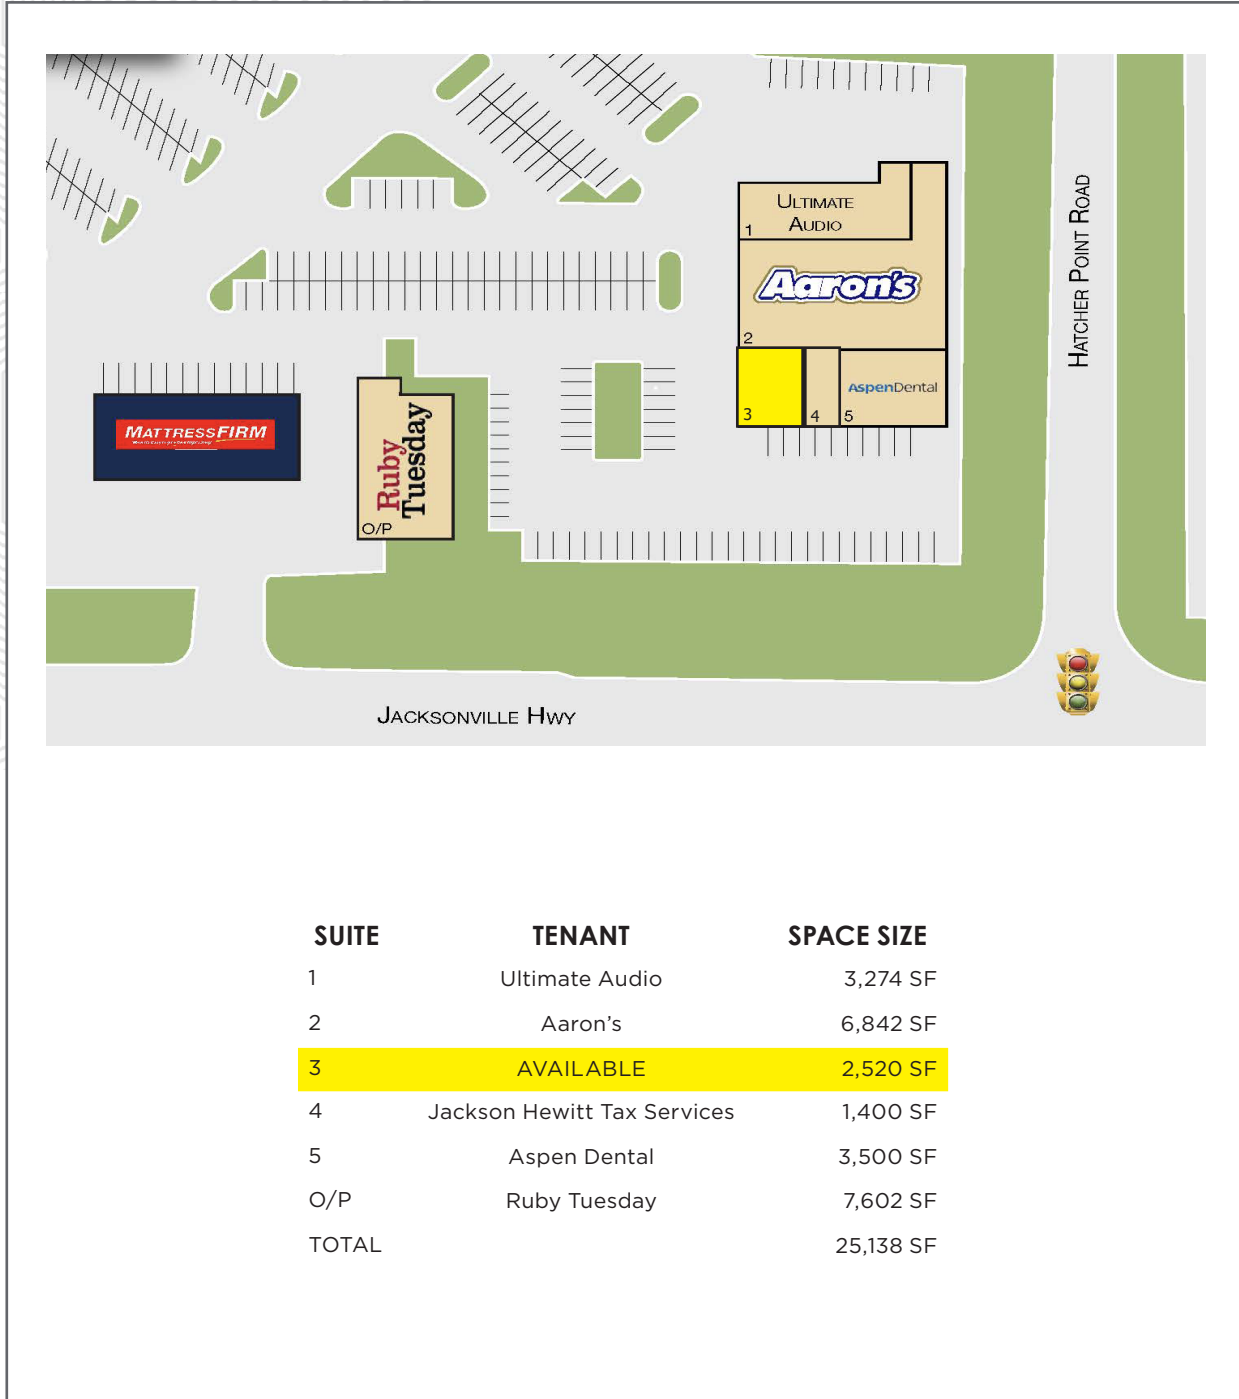 ULTIMATE
AUDIO
1
Aaron's
2
3
4
5
AspenDental
HATCHER POINT ROAD
MATTRESSFIRM
Ruby
Tuesday
O/P
JACKSONVILLE HWY
SUITE TENANT SPACE SIZE
1 Ultimate Audio 3,274 SF
2 Aaron’s 6,842 SF
3 AVAILABLE 2,520 SF
4 Jackson Hewitt Tax Services 1,400 SF
5 Aspen Dental 3,500 SF
O/P Ruby Tuesday 7,602 SF
TOTAL 25,138 SF